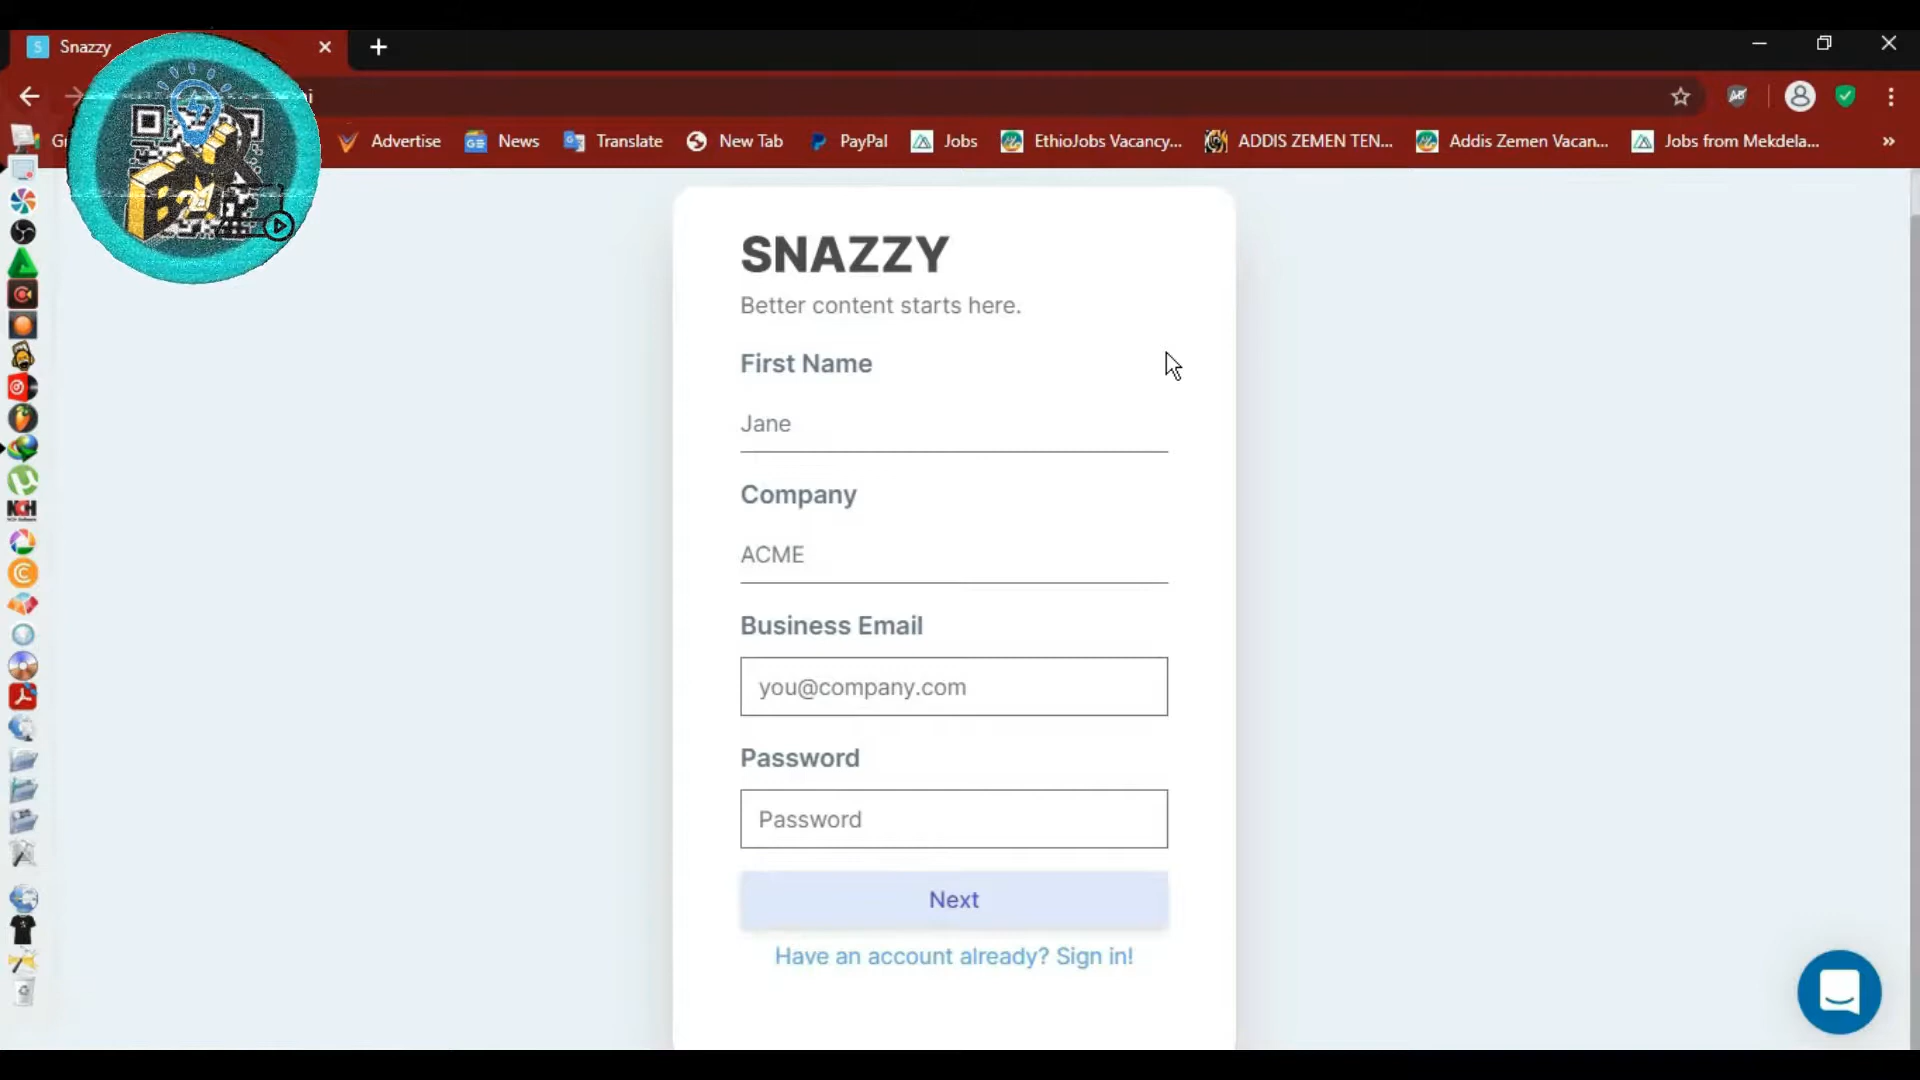 Snazzy
Advertise
News
Translate
New Tab
PayPal
Jobs
EthioJobs Vacancy...
ADDIS ZEMEN TEN...
Addis Zemen Vacan...
Jobs from Mekdela...
SNAZZY
Better content starts here.
First Name
Jane
Company
ACME
Business Email
you@company.com
Password
Password
Next
Have an account already? Sign in!
NCH